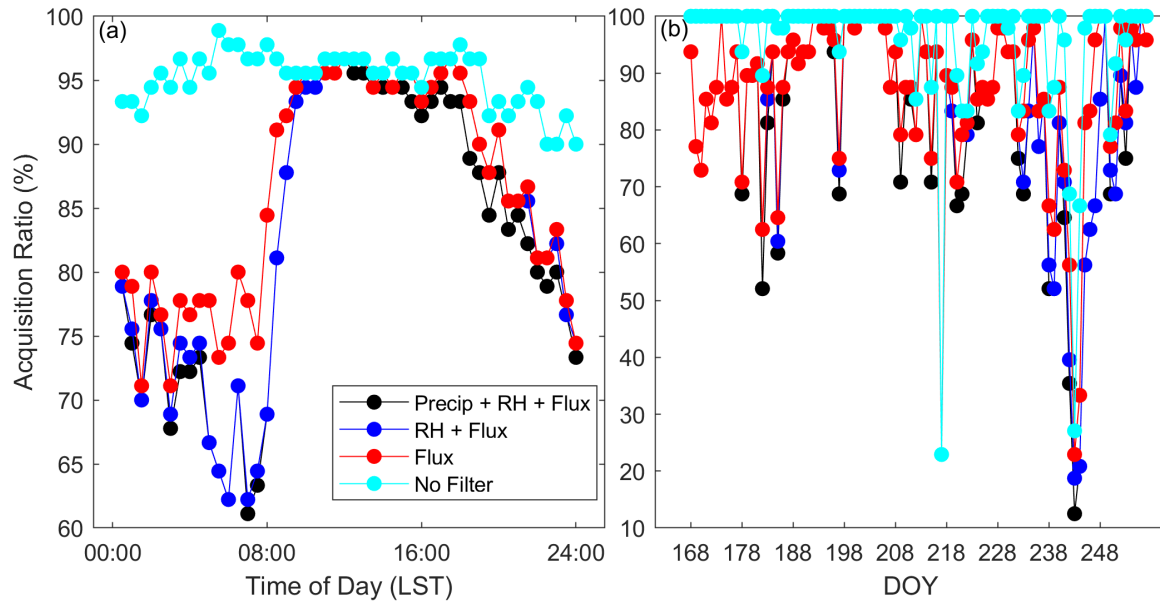 (a)
100
95
90
85
80
75
70
65
60
Acquisition Ratio (%)
00:00 08:00 16:00 24:00
Time of Day (LST)
Precip + RH + Flux
RH + Flux
Flux
No Filter
(b)
100
90
80
70
60
50
40
30
20
10
168 178 188 198 208 218 228 238 248
DOY